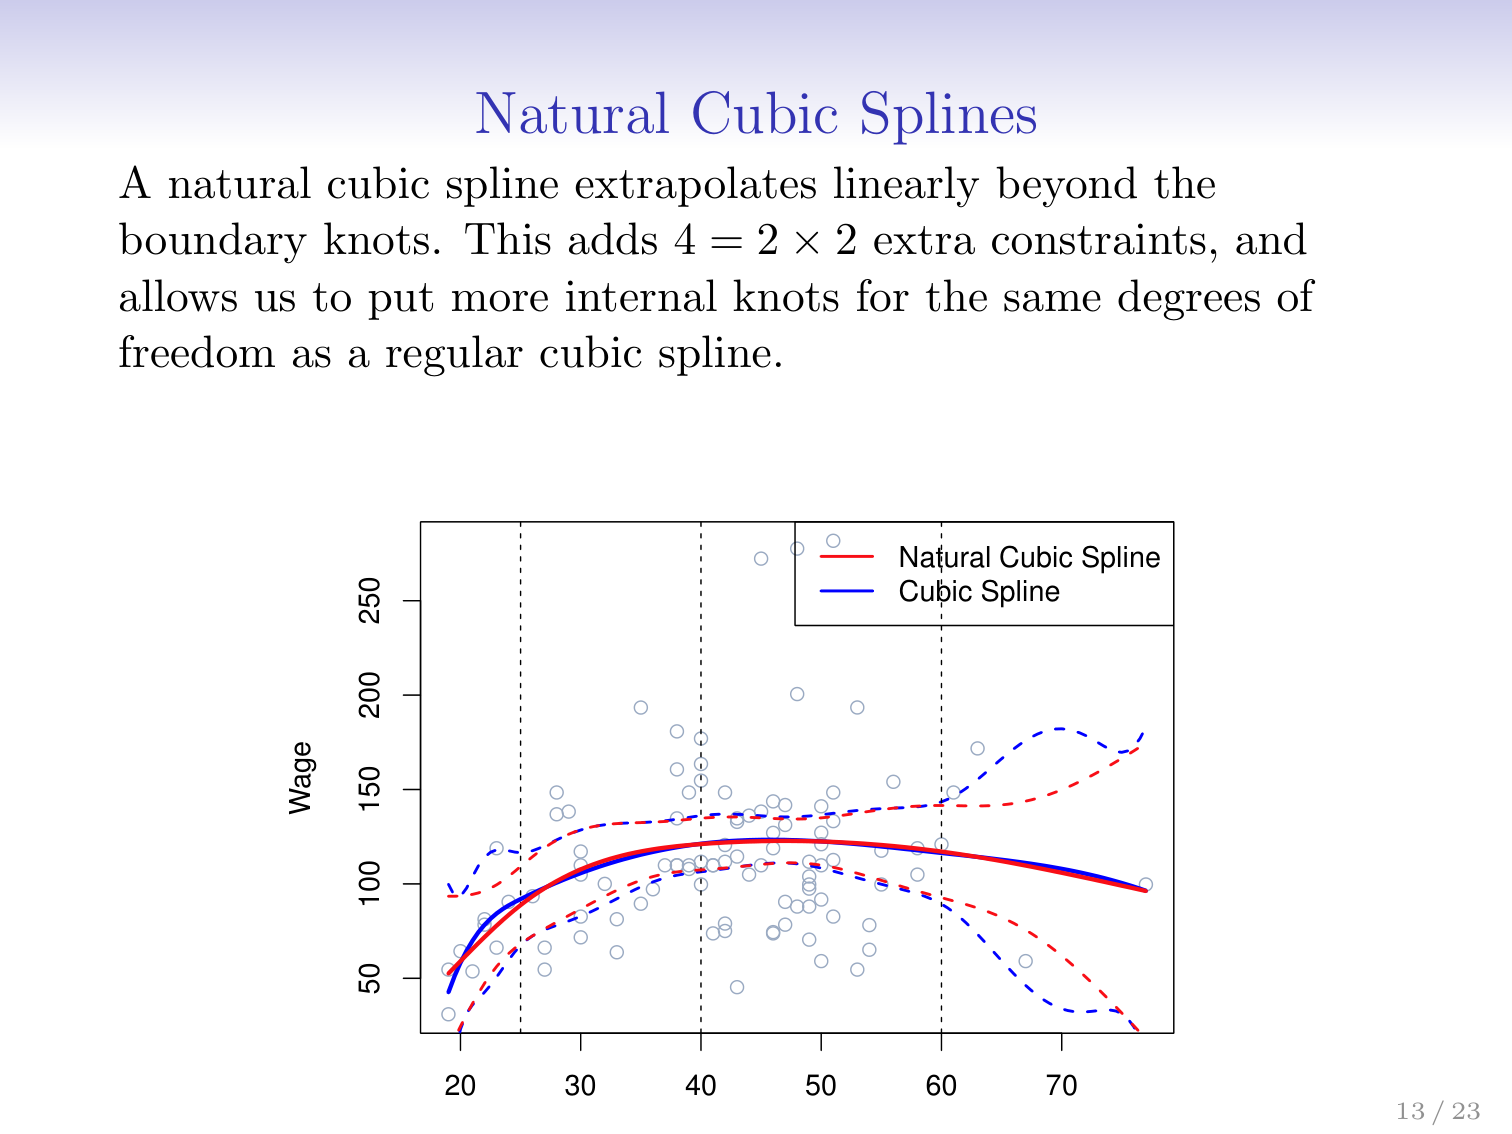 Natural Cubic Splines
A natural cubic spline extrapolates linearly beyond the
boundary knots. This adds 4 = 2 × 2 extra constraints, and
allows us to put more internal knots for the same degrees of
freedom as a regular cubic spline.
Natural Cubic Spline
Cubic Spline
Wage
250
200
150
100
50
20 30 40 50 60 70
13 / 23